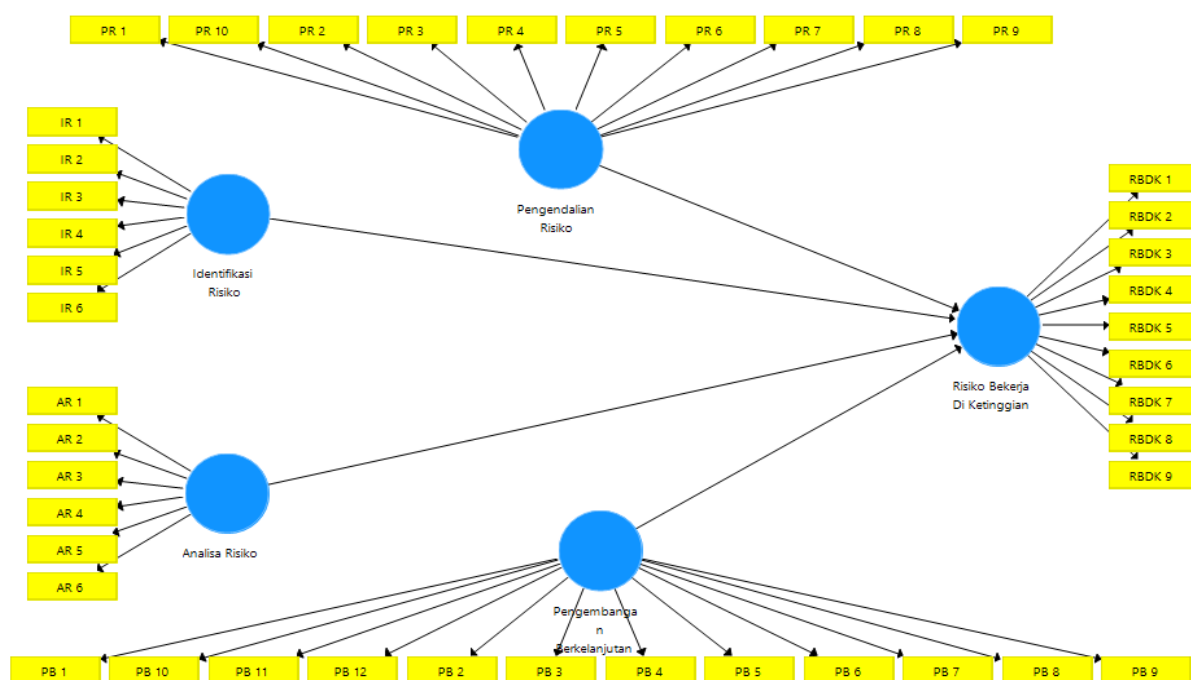 PR 1
PR 10
PR 2
PR 3
PR 4
PR 5
PR 6
PR 7
PR 8
PR 9
IR 1
IR 2
IR 3
IR 4
IR 5
IR 6
Identifikasi
Risiko
Pengendalian
Risiko
RBDK 1
RBDK 2
RBDK 3
RBDK 4
RBDK 5
RBDK 6
RBDK 7
RBDK 8
RBDK 9
Risiko Bekerja
Di Ketinggian
AR 1
AR 2
AR 3
AR 4
AR 5
AR 6
Analisa Risiko
Pengembanga
n
Berkelanjutan
PB 1
PB 10
PB 11
PB 12
PB 2
PB 3
PB 4
PB 5
PB 6
PB 7
PB 8
PB 9